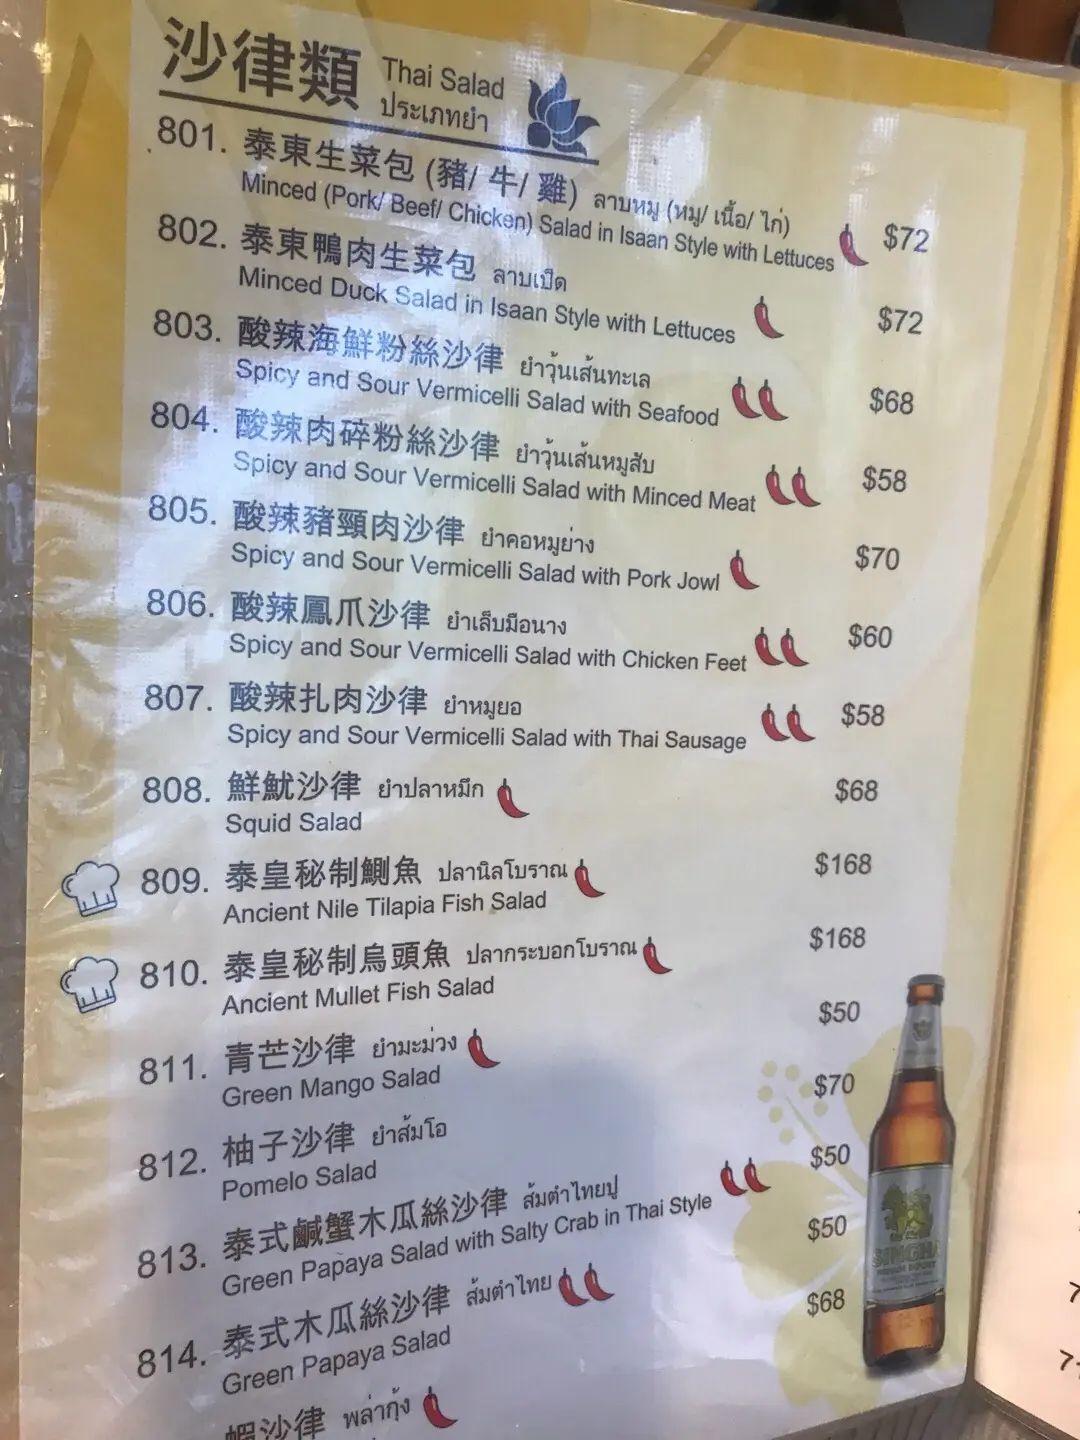 沙律類 Thai Salad
ประเภทยำ
801. 泰東生菜包 (豬/ 牛/ 雞) ลาบหมู (หมู/ เนื้อ/ ไก่)
Minced (Pork/ Beef/ Chicken) Salad in Isaan Style with Lettuces $72
802. 泰東鴨肉生菜包 ลาบเป็ด
Minced Duck Salad in Isaan Style with Lettuces $72
803. 酸辣海鮮粉絲沙律 ยำวุ้นเส้นทะเล
Spicy and Sour Vermicelli Salad with Seafood $68
804. 酸辣肉碎粉絲沙律 ยำวุ้นเส้นหมูสับ
Spicy and Sour Vermicelli Salad with Minced Meat $58
805. 酸辣豬頸肉沙律 ยำคอหมูย่าง
Spicy and Sour Vermicelli Salad with Pork Jowl $70
806. 酸辣鳳爪沙律 ยำเล็บมือนาง
Spicy and Sour Vermicelli Salad with Chicken Feet $60
807. 酸辣扎肉沙律 ยำหมูยอ
Spicy and Sour Vermicelli Salad with Thai Sausage $58
808. 鮮魷沙律 ยำปลาหมึก $68
Squid Salad
809. 泰皇秘制鰂魚 ปลานิลโบราณ $168
Ancient Nile Tilapia Fish Salad
810. 泰皇秘制烏頭魚 ปลากระบอกโบราณ $168
Ancient Mullet Fish Salad
811. 青芒沙律 ยำมะม่วง $50
Green Mango Salad
812. 柚子沙律 ยำส้มโอ $70
Pomelo Salad
813. 泰式鹹蟹木瓜絲沙律 ส้มตำไทยปู $50
Green Papaya Salad with Salty Crab in Thai Style
814. 泰式木瓜絲沙律 ส้มตำไทย $50
Green Papaya Salad
蝦沙律 พล่ากุ้ง $68
SINGHA